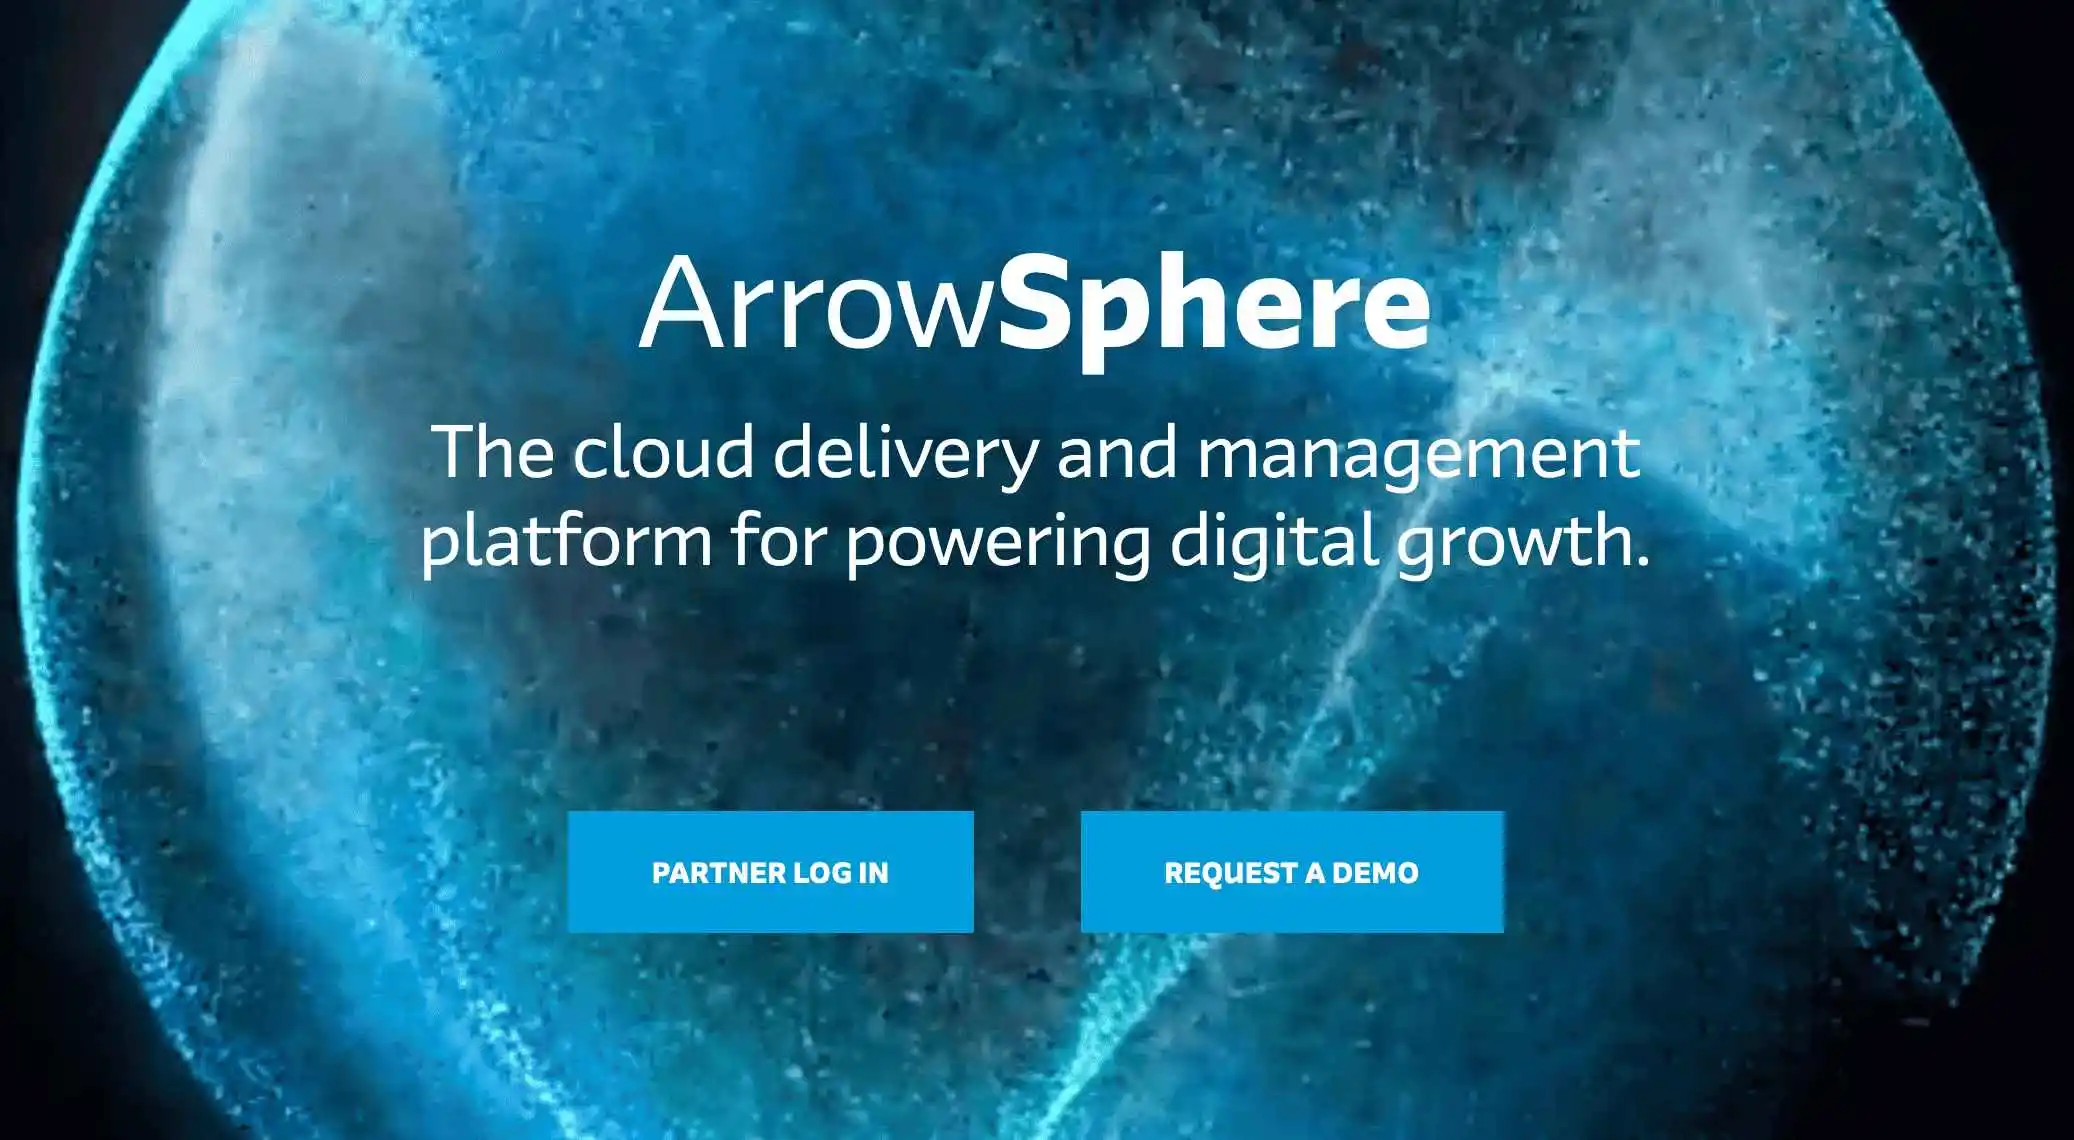 ArrowSphere
The cloud delivery and management
platform for powering digital growth.
PARTNER LOG IN
REQUEST A DEMO